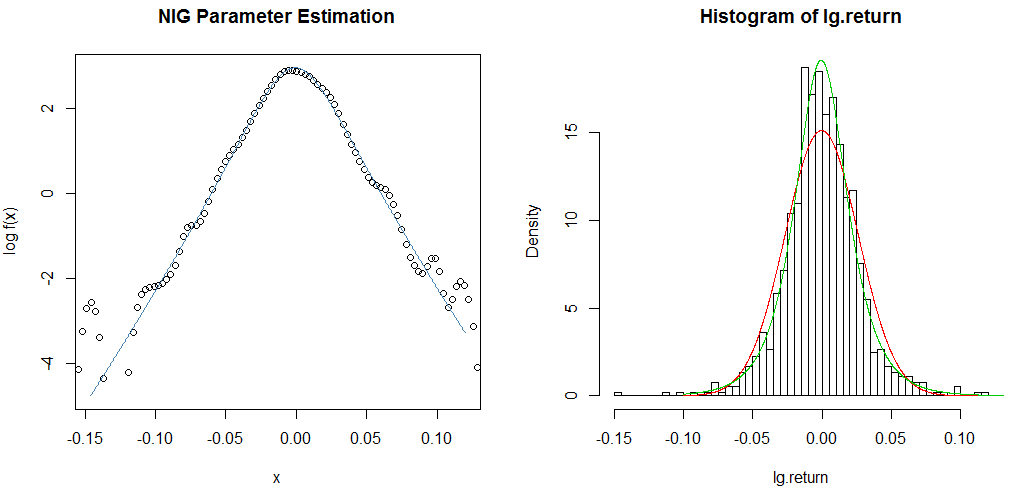 NIG Parameter Estimation
log f(x)
2
0
-2
-4
-0.15 -0.10 -0.05 0.00 0.05 0.10
x
Histogram of lg.return
Density
15
10
5
0
-0.15 -0.10 -0.05 0.00 0.05 0.10
lg.return